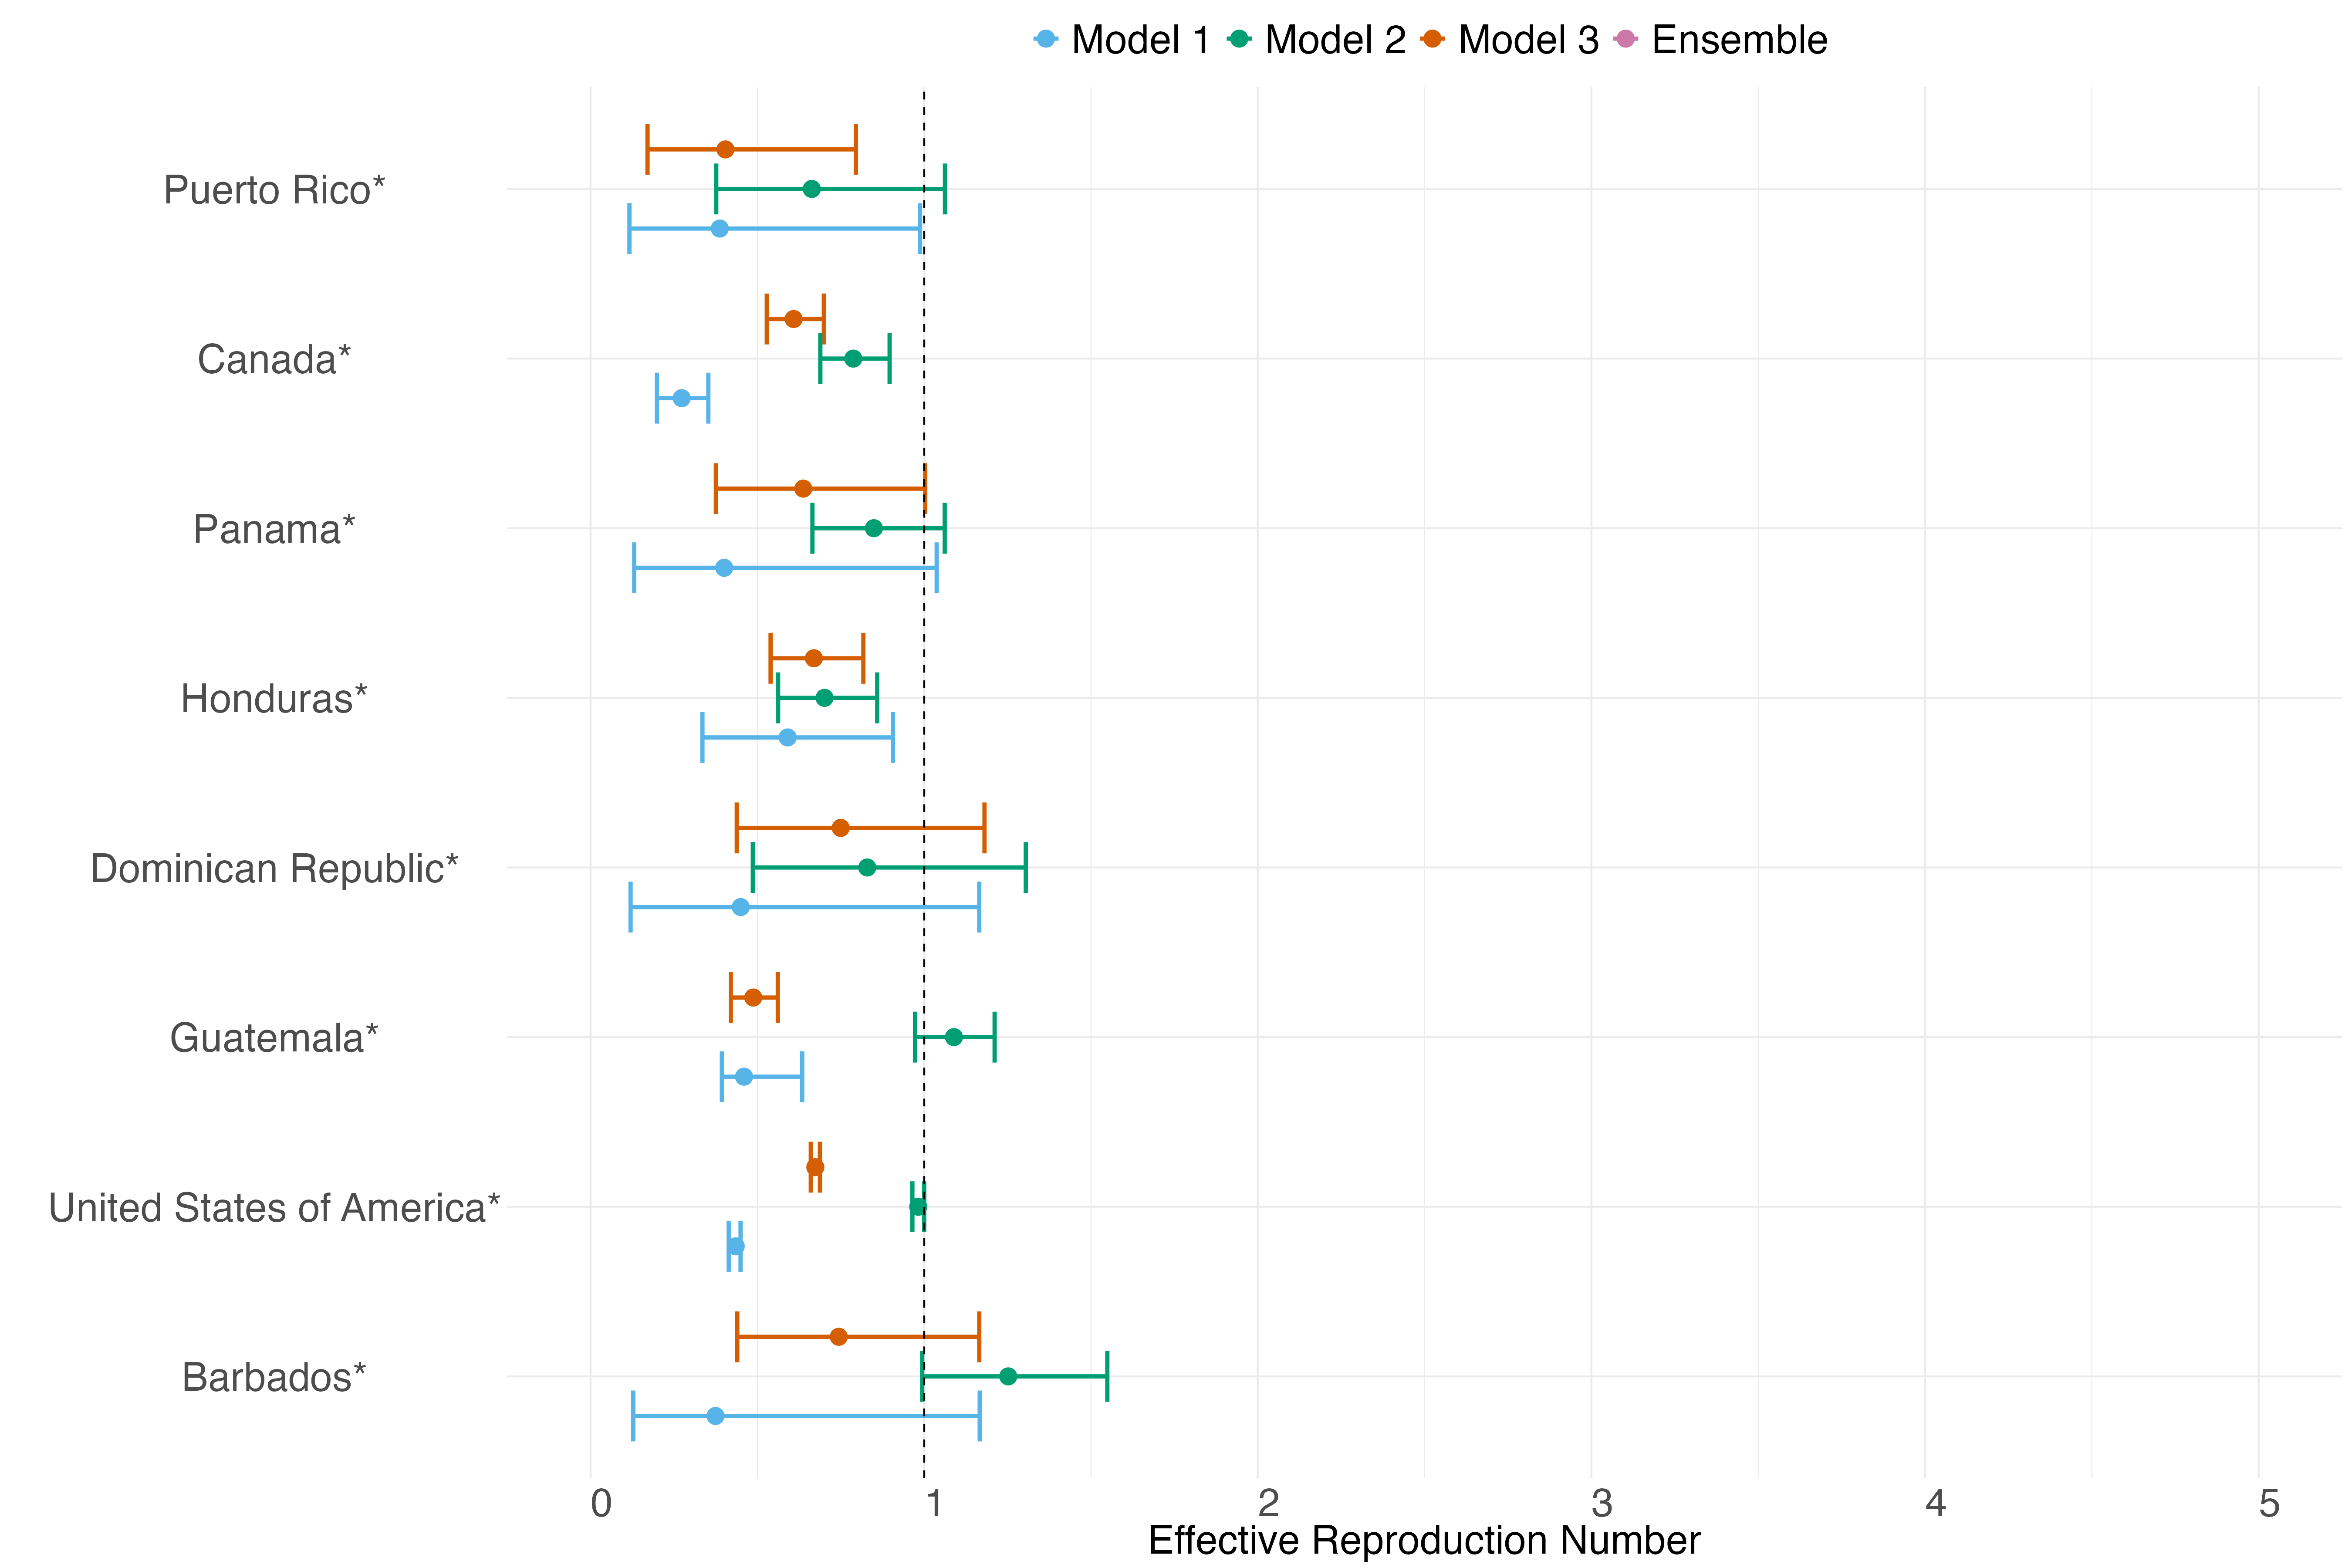 Model 1 Model 2 Model 3 Ensemble
Puerto Rico*
Canada*
Panama*
Honduras*
Dominican Republic*
Guatemala*
United States of America*
Barbados*
0 1 2 3 4 5
Effective Reproduction Number